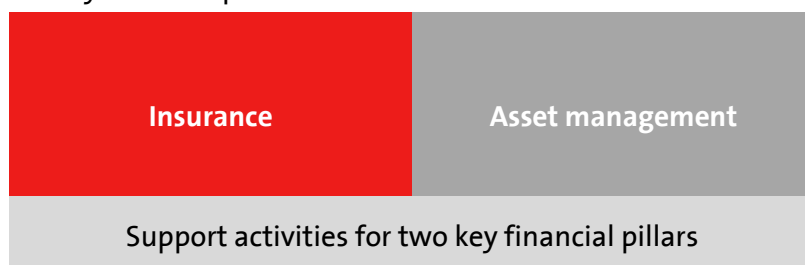 Insurance
Asset management
Support activities for two key financial pillars